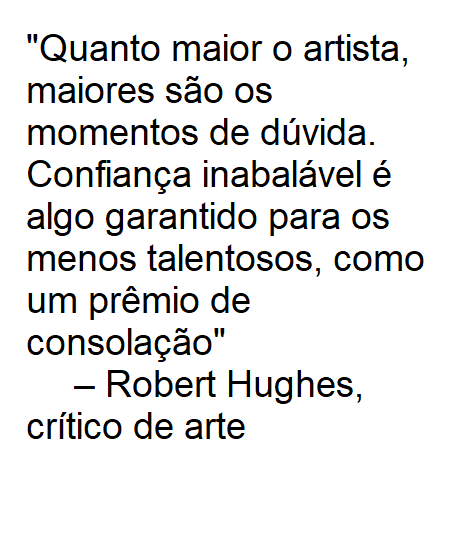 "Quanto maior o artista,
maiores são os
momentos de dúvida.
Confiança inabalável é
algo garantido para os
menos talentosos, como
um prêmio de
consolação"
– Robert Hughes,
crítico de arte